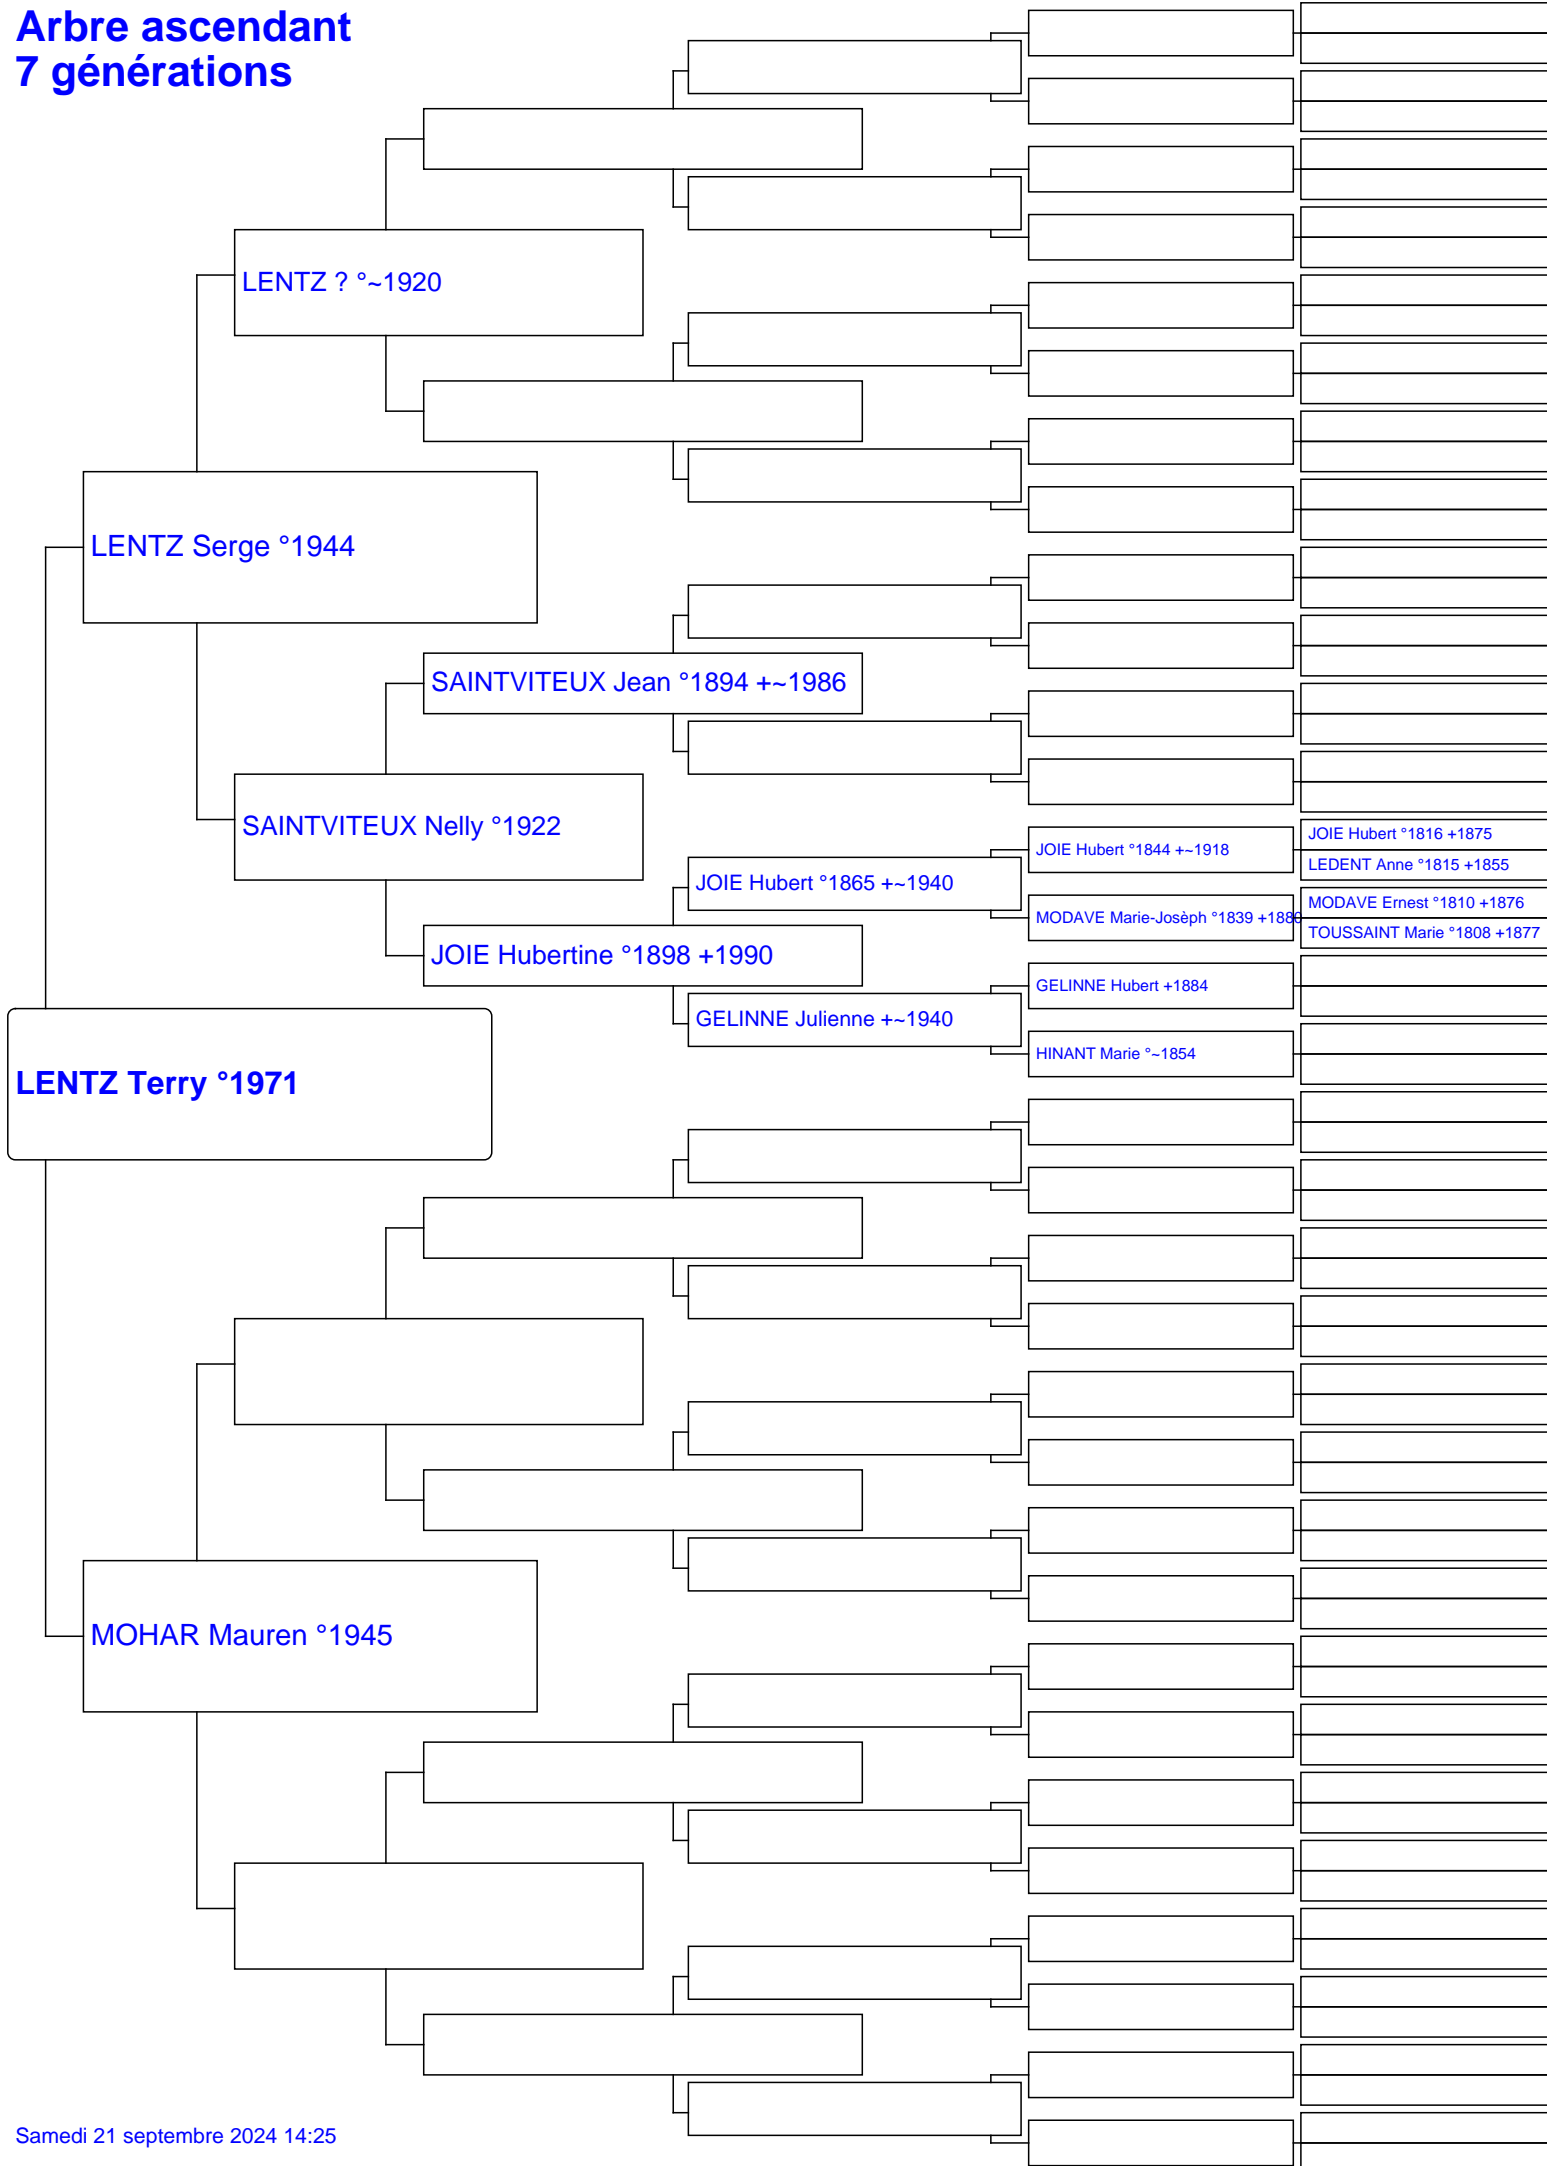 Arbre ascendant
7 générations
LENTZ ? °~1920
LENTZ Serge °1944
SAINTVITEUX Jean °1894 +~1986
SAINTVITEUX Nelly °1922
JOIE Hubert °1816 +1875
JOIE Hubert °1844 +~1918
LEDENT Anne °1815 +1855
JOIE Hubert °1865 +~1940
MODAVE Ernest °1810 +1876
MODAVE Marie-Josèph °1839 +1880
TOUSSAINT Marie °1808 +1877
JOIE Hubertine °1898 +1990
GELINNE Hubert +1884
GELINNE Julienne +~1940
HINANT Marie °~1854
LENTZ Terry °1971
MOHAR Mauren °1945
Samedi 21 septembre 2024 14:25